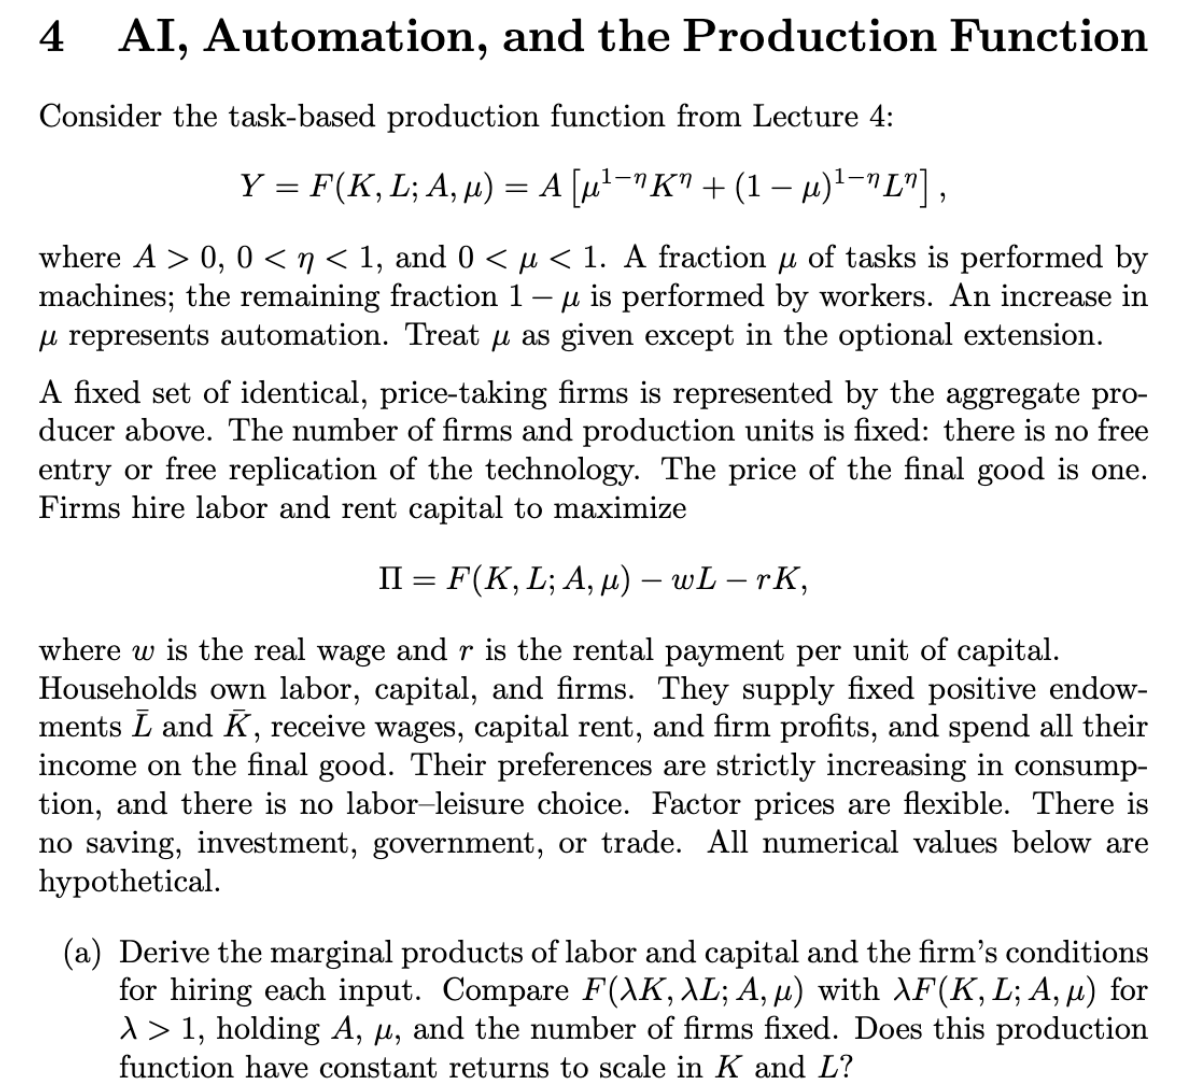 4 AI, Automation, and the Production Function
Consider the task-based production function from Lecture 4:
Y = F(K, L; A, μ) = A [μ^{1−η}K^η + (1 − μ)^{1−η}L^η] ,
where A > 0, 0 < η < 1, and 0 < μ < 1. A fraction μ of tasks is performed by
machines; the remaining fraction 1 − μ is performed by workers. An increase in
μ represents automation. Treat μ as given except in the optional extension.
A fixed set of identical, price-taking firms is represented by the aggregate pro-
ducer above. The number of firms and production units is fixed: there is no free
entry or free replication of the technology. The price of the final good is one.
Firms hire labor and rent capital to maximize
Π = F(K, L; A, μ) − wL − rK,
where w is the real wage and r is the rental payment per unit of capital.
Households own labor, capital, and firms. They supply fixed positive endow-
ments L̄ and K̄, receive wages, capital rent, and firm profits, and spend all their
income on the final good. Their preferences are strictly increasing in consump-
tion, and there is no labor–leisure choice. Factor prices are flexible. There is
no saving, investment, government, or trade. All numerical values below are
hypothetical.
(a) Derive the marginal products of labor and capital and the firm’s conditions
for hiring each input. Compare F(λK, λL; A, μ) with λF(K, L; A, μ) for
λ > 1, holding A, μ, and the number of firms fixed. Does this production
function have constant returns to scale in K and L?